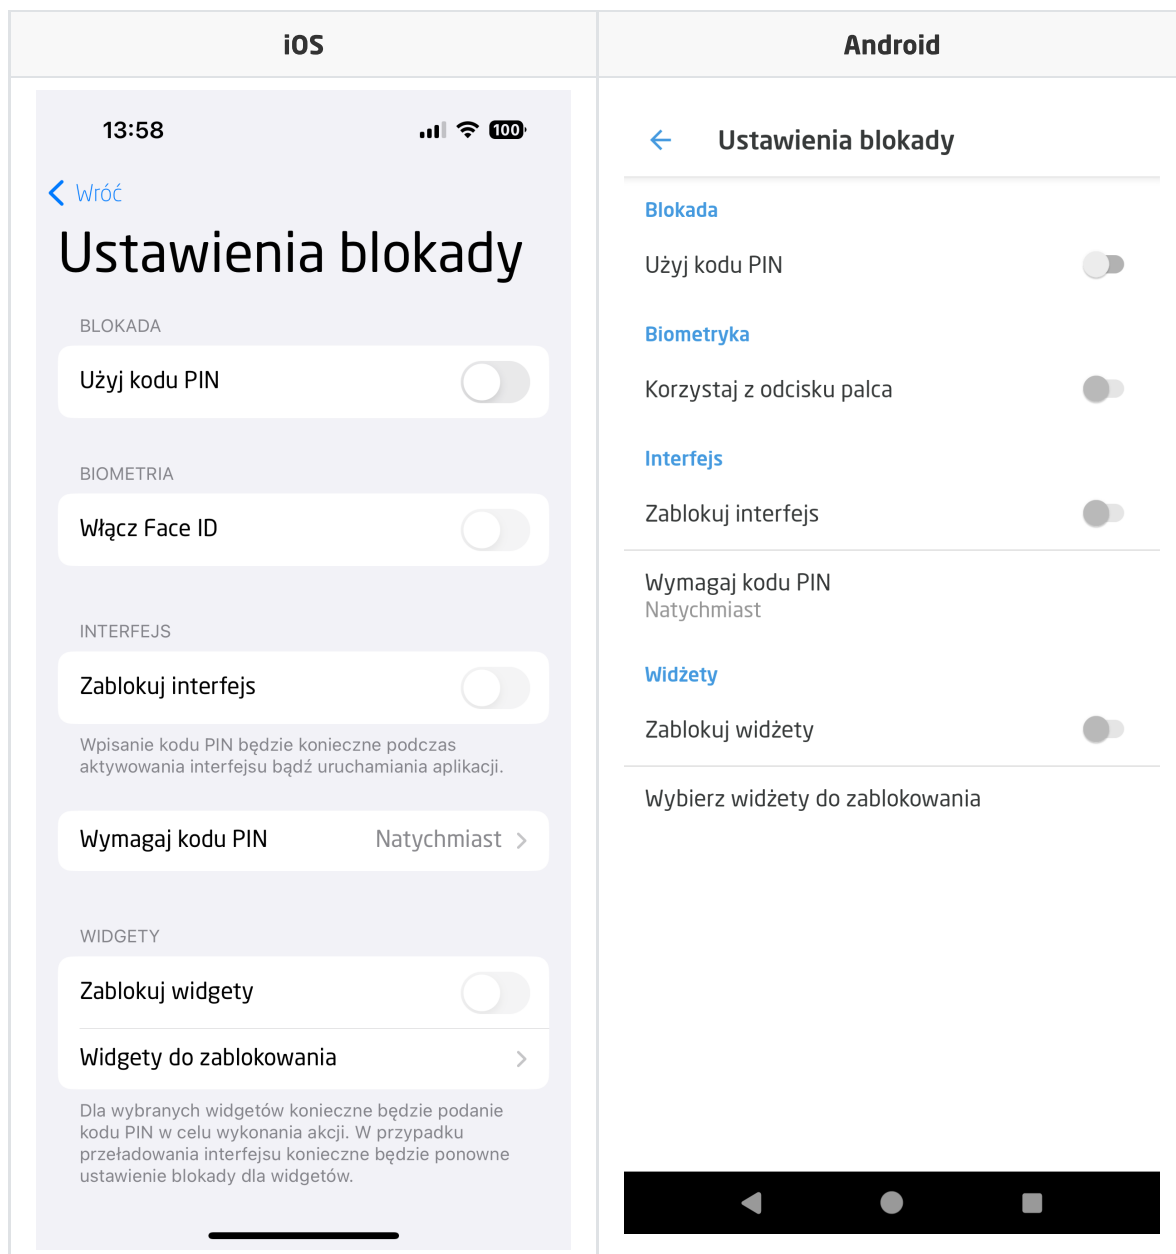 iOS
Android
13:58
100
Wróć
Ustawienia blokady
BLOKADA
Użyj kodu PIN
BIOMETRIA
Włącz Face ID
INTERFEJS
Zablokuj interfejs
Wpisanie kodu PIN będzie konieczne podczas
aktywowania interfejsu bądź uruchamiania aplikacji.
Wymagaj kodu PIN
Natychmiast
WIDGETY
Zablokuj widgety
Widgety do zablokowania
Dla wybranych widgetów konieczne będzie podanie
kodu PIN w celu wykonania akcji. W przypadku
przeładowania interfejsu konieczne będzie ponowne
ustawienie blokady dla widgetów.
Ustawienia blokady
Blokada
Użyj kodu PIN
Biometryka
Korzystaj z odcisku palca
Interfejs
Zablokuj interfejs
Wymagaj kodu PIN
Natychmiast
Widżety
Zablokuj widżety
Wybierz widżety do zablokowania